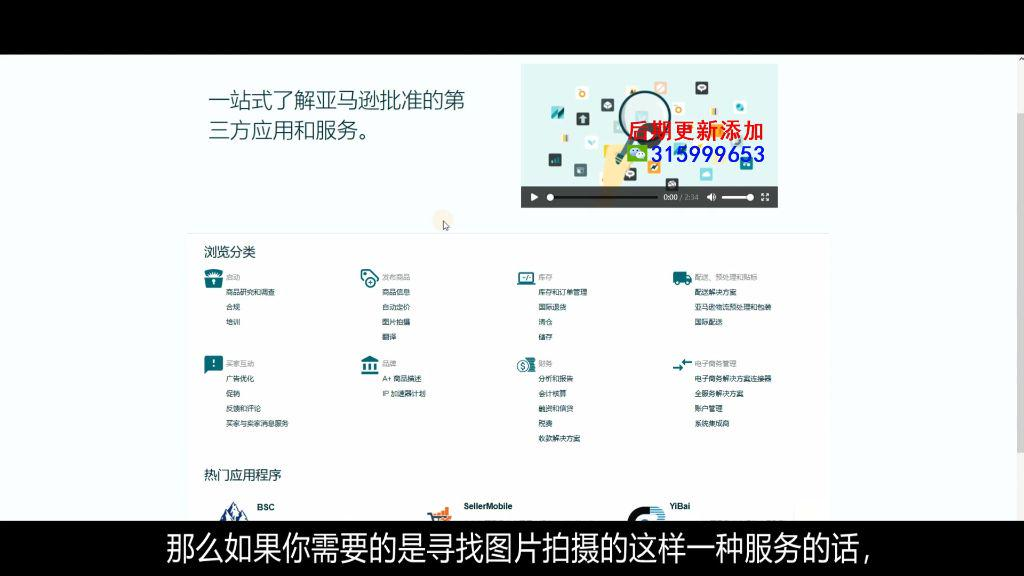 一站式了解亚马逊批准的第
三方应用和服务。
后期更新添加
315999653
0:00 / 2:34
浏览分类
启动
商品研究和调查
合规
培训
发布商品
商品信息
自动定价
图片拍摄
翻译
库存
库存和订单管理
国际退货
清仓
储存
配送、预处理和贴标
配送解决方案
亚马逊物流预处理和包装
国际配送
买家互动
广告优化
促销
反馈和评论
买家与卖家消息服务
品牌
A+ 商品描述
IP 加速器计划
财务
分析和报告
会计核算
融资和信贷
税费
收款解决方案
电子商务管理
电子商务解决方案连接器
全服务解决方案
账户管理
系统集成商
热门应用程序
BSC
SellerMobile
YiBai
那么如果你需要的是寻找图片拍摄的这样一种服务的话，